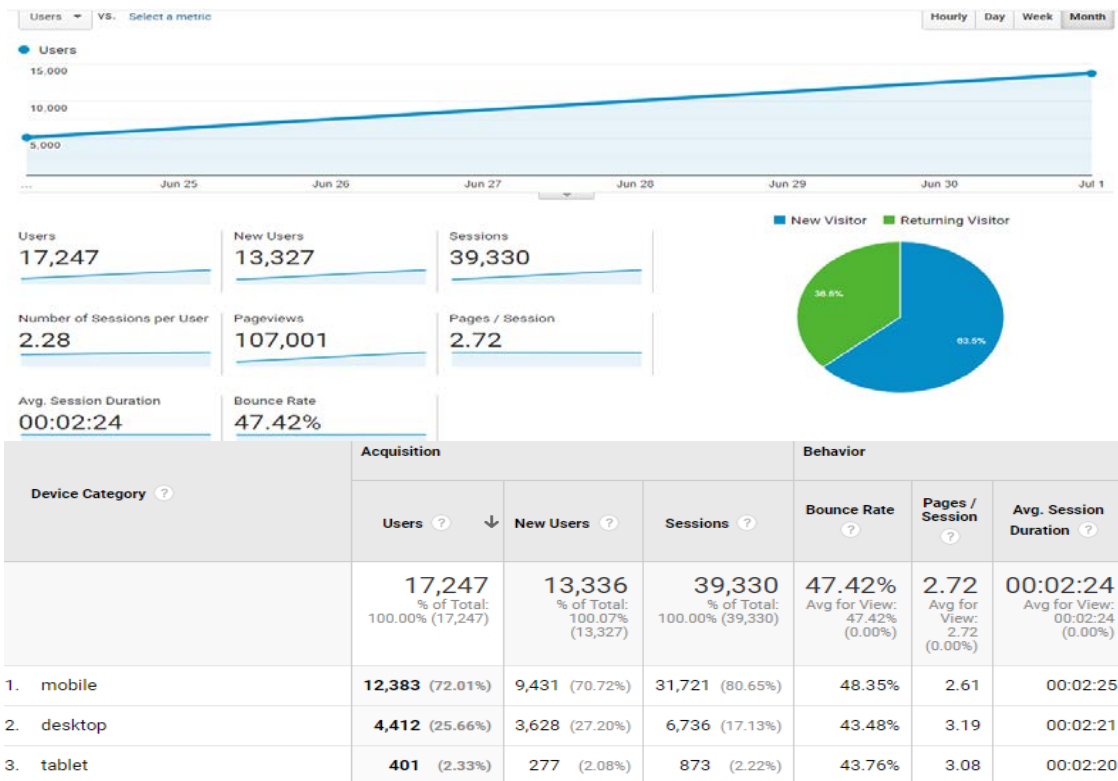 Users VS. Select a metric Hourly Day Week Month
Users
15,000
10,000
5,000
... Jun 25 Jun 26 Jun 27 Jun 28 Jun 29 Jun 30 Jul 1
New Visitor Returning Visitor
Users New Users Sessions
17,247 13,327 39,330
36.5%
63.5%
Number of Sessions per User Pageviews Pages / Session
2.28 107,001 2.72
Avg. Session Duration Bounce Rate
00:02:24 47.42%
Acquisition Behavior
Device Category ? Users ? New Users ? Sessions ? Bounce Rate ? Pages / Session ? Avg. Session Duration ?
17,247 13,336 39,330 47.42% 2.72 00:02:24
% of Total: 100.00% (17,247) % of Total: 100.07% (13,327) % of Total: 100.00% (39,330) Avg for View: 47.42% (0.00%) Avg for View: 2.72 (0.00%) Avg for View: 00:02:24 (0.00%)
1. mobile 12,383 (72.01%) 9,431 (70.72%) 31,721 (80.65%) 48.35% 2.61 00:02:25
2. desktop 4,412 (25.66%) 3,628 (27.20%) 6,736 (17.13%) 43.48% 3.19 00:02:21
3. tablet 401 (2.33%) 277 (2.08%) 873 (2.22%) 43.76% 3.08 00:02:20